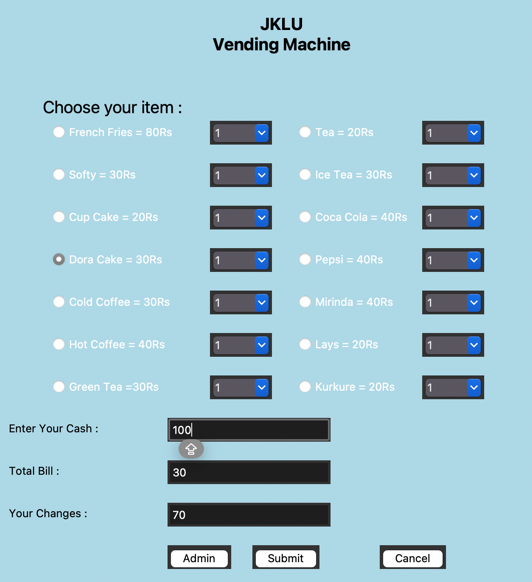 JKLU
Vending Machine
Choose your item :
French Fries = 80Rs 1 Tea = 20Rs 1
Softy = 30Rs 1 Ice Tea = 30Rs 1
Cup Cake = 20Rs 1 Coca Cola = 40Rs 1
Dora Cake = 30Rs 1 Pepsi = 40Rs 1
Cold Coffee = 30Rs 1 Mirinda = 40Rs 1
Hot Coffee = 40Rs 1 Lays = 20Rs 1
Green Tea =30Rs 1 Kurkure = 20Rs 1
Enter Your Cash : 100
Total Bill : 30
Your Changes : 70
Admin Submit Cancel